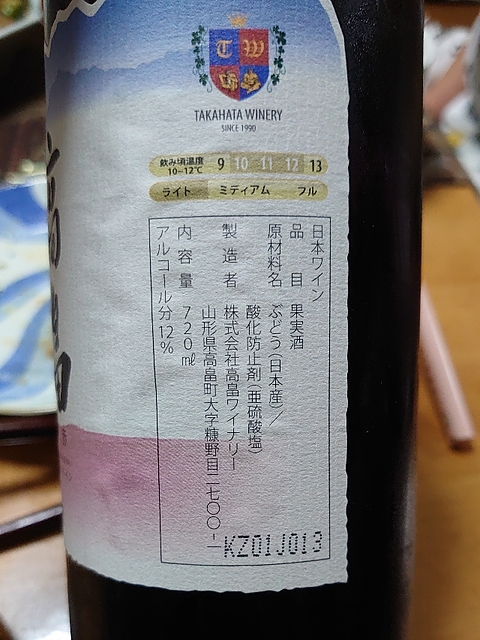 T W
TAKAHATA WINERY
SINCE 1990
飲み頃温度
10~12℃
9 10 11 12 13
ライト ミディアム フル
日本ワイン
品目 果実酒
原材料名 ぶどう(日本産)/
酸化防止剤(亜硫酸塩)
製造者 株式会社高畠ワイナリー
山形県高畠町大字糠野目二七〇〇-一
内容量 720ml
アルコール分 12%
KZ01J013